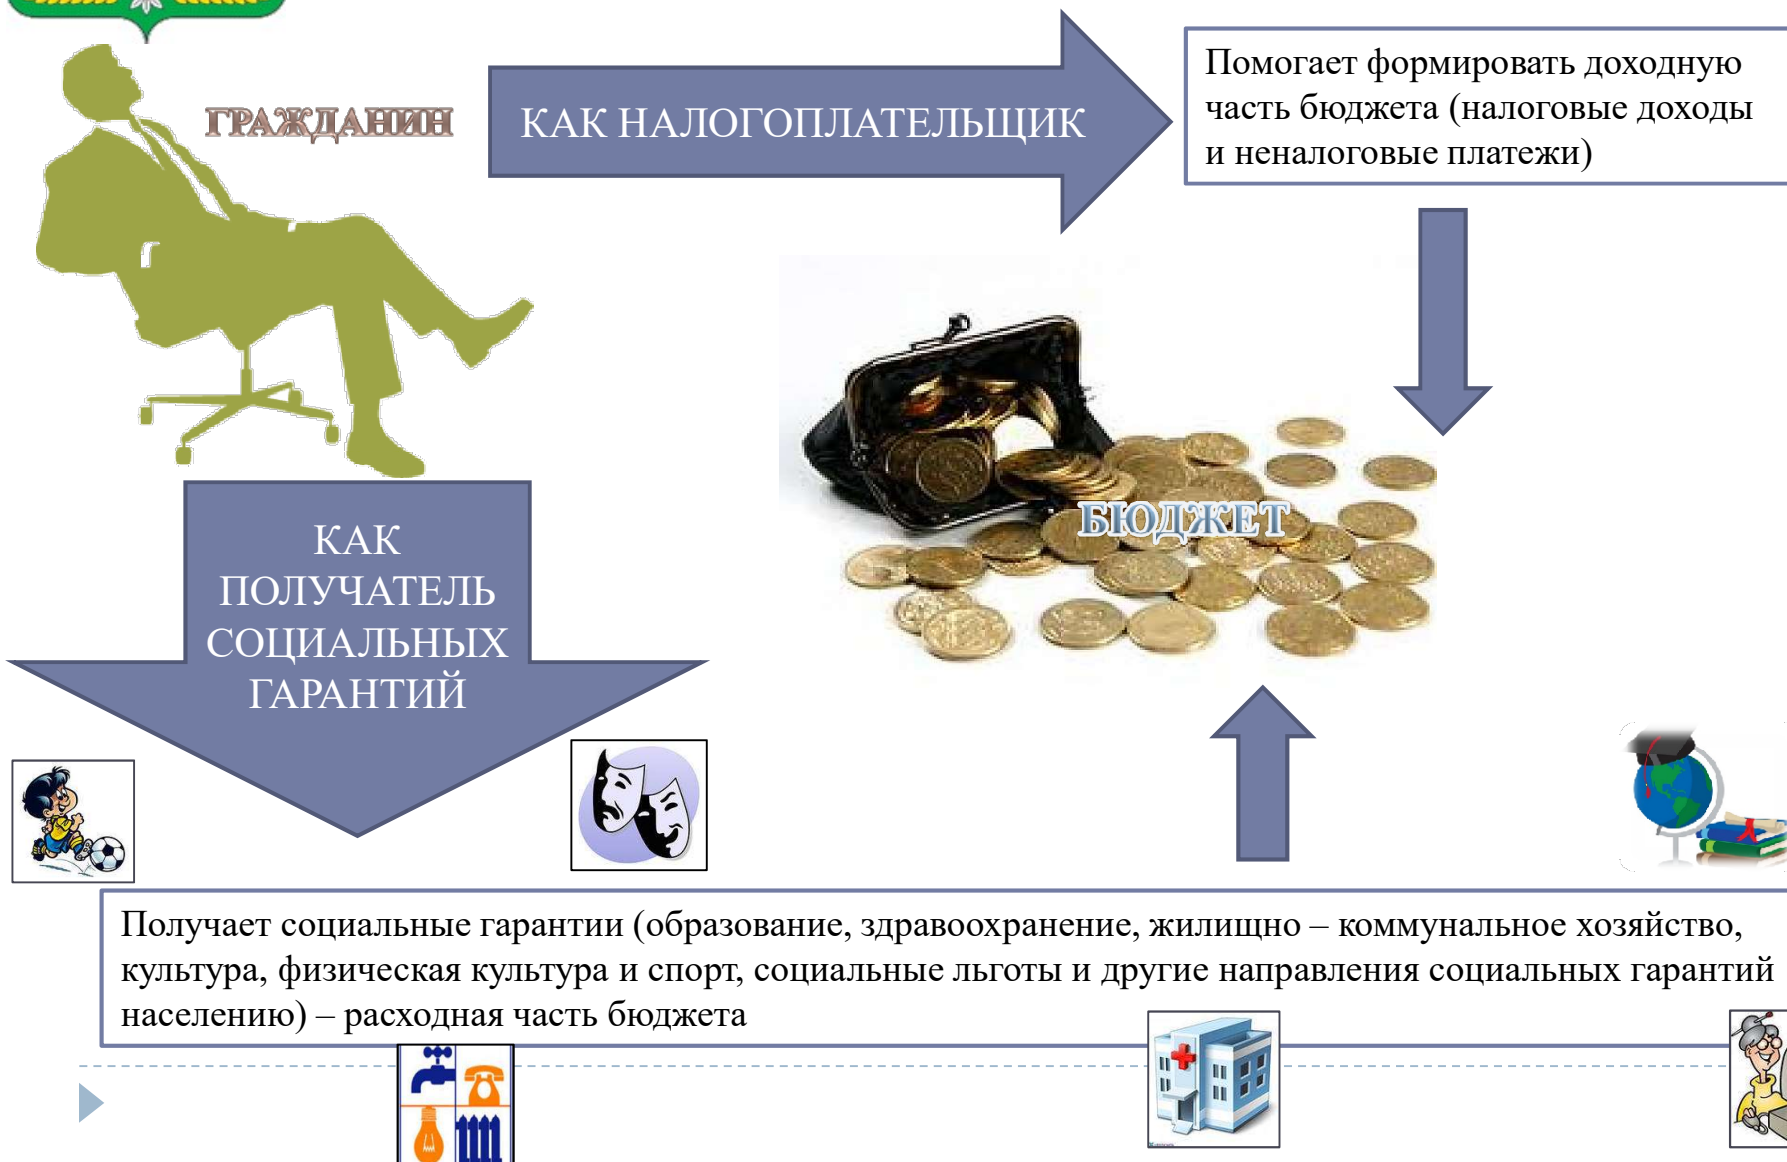 ГРАЖДАНИН
КАК НАЛОГОПЛАТЕЛЬЩИК
Помогает формировать доходную
часть бюджета (налоговые доходы
и неналоговые платежи)
БЮДЖЕТ
КАК
ПОЛУЧАТЕЛЬ
СОЦИАЛЬНЫХ
ГАРАНТИЙ
Получает социальные гарантии (образование, здравоохранение, жилищно – коммунальное хозяйство,
культура, физическая культура и спорт, социальные льготы и другие направления социальных гарантий
населению) – расходная часть бюджета